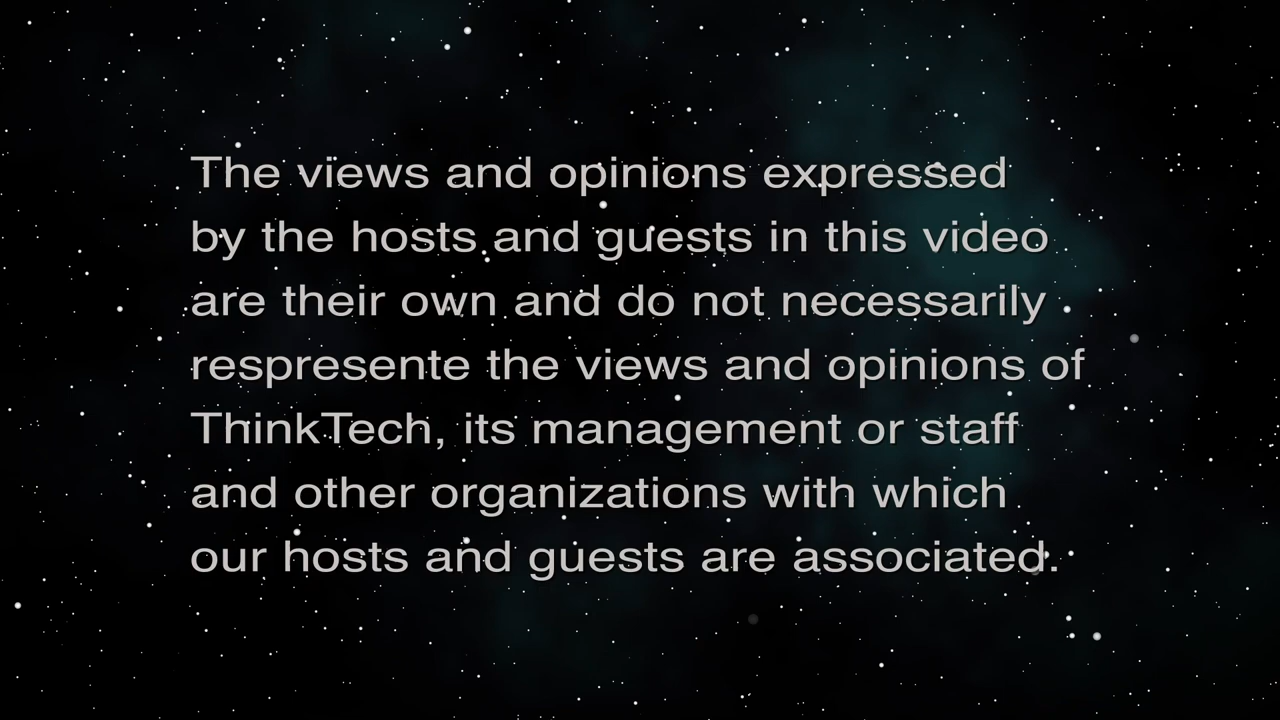 The views and opinions expressed
by the hosts and guests in this video
are their own and do not necessarily
respresente the views and opinions of
ThinkTech, its management or staff
and other organizations with which
our hosts and guests are associated.